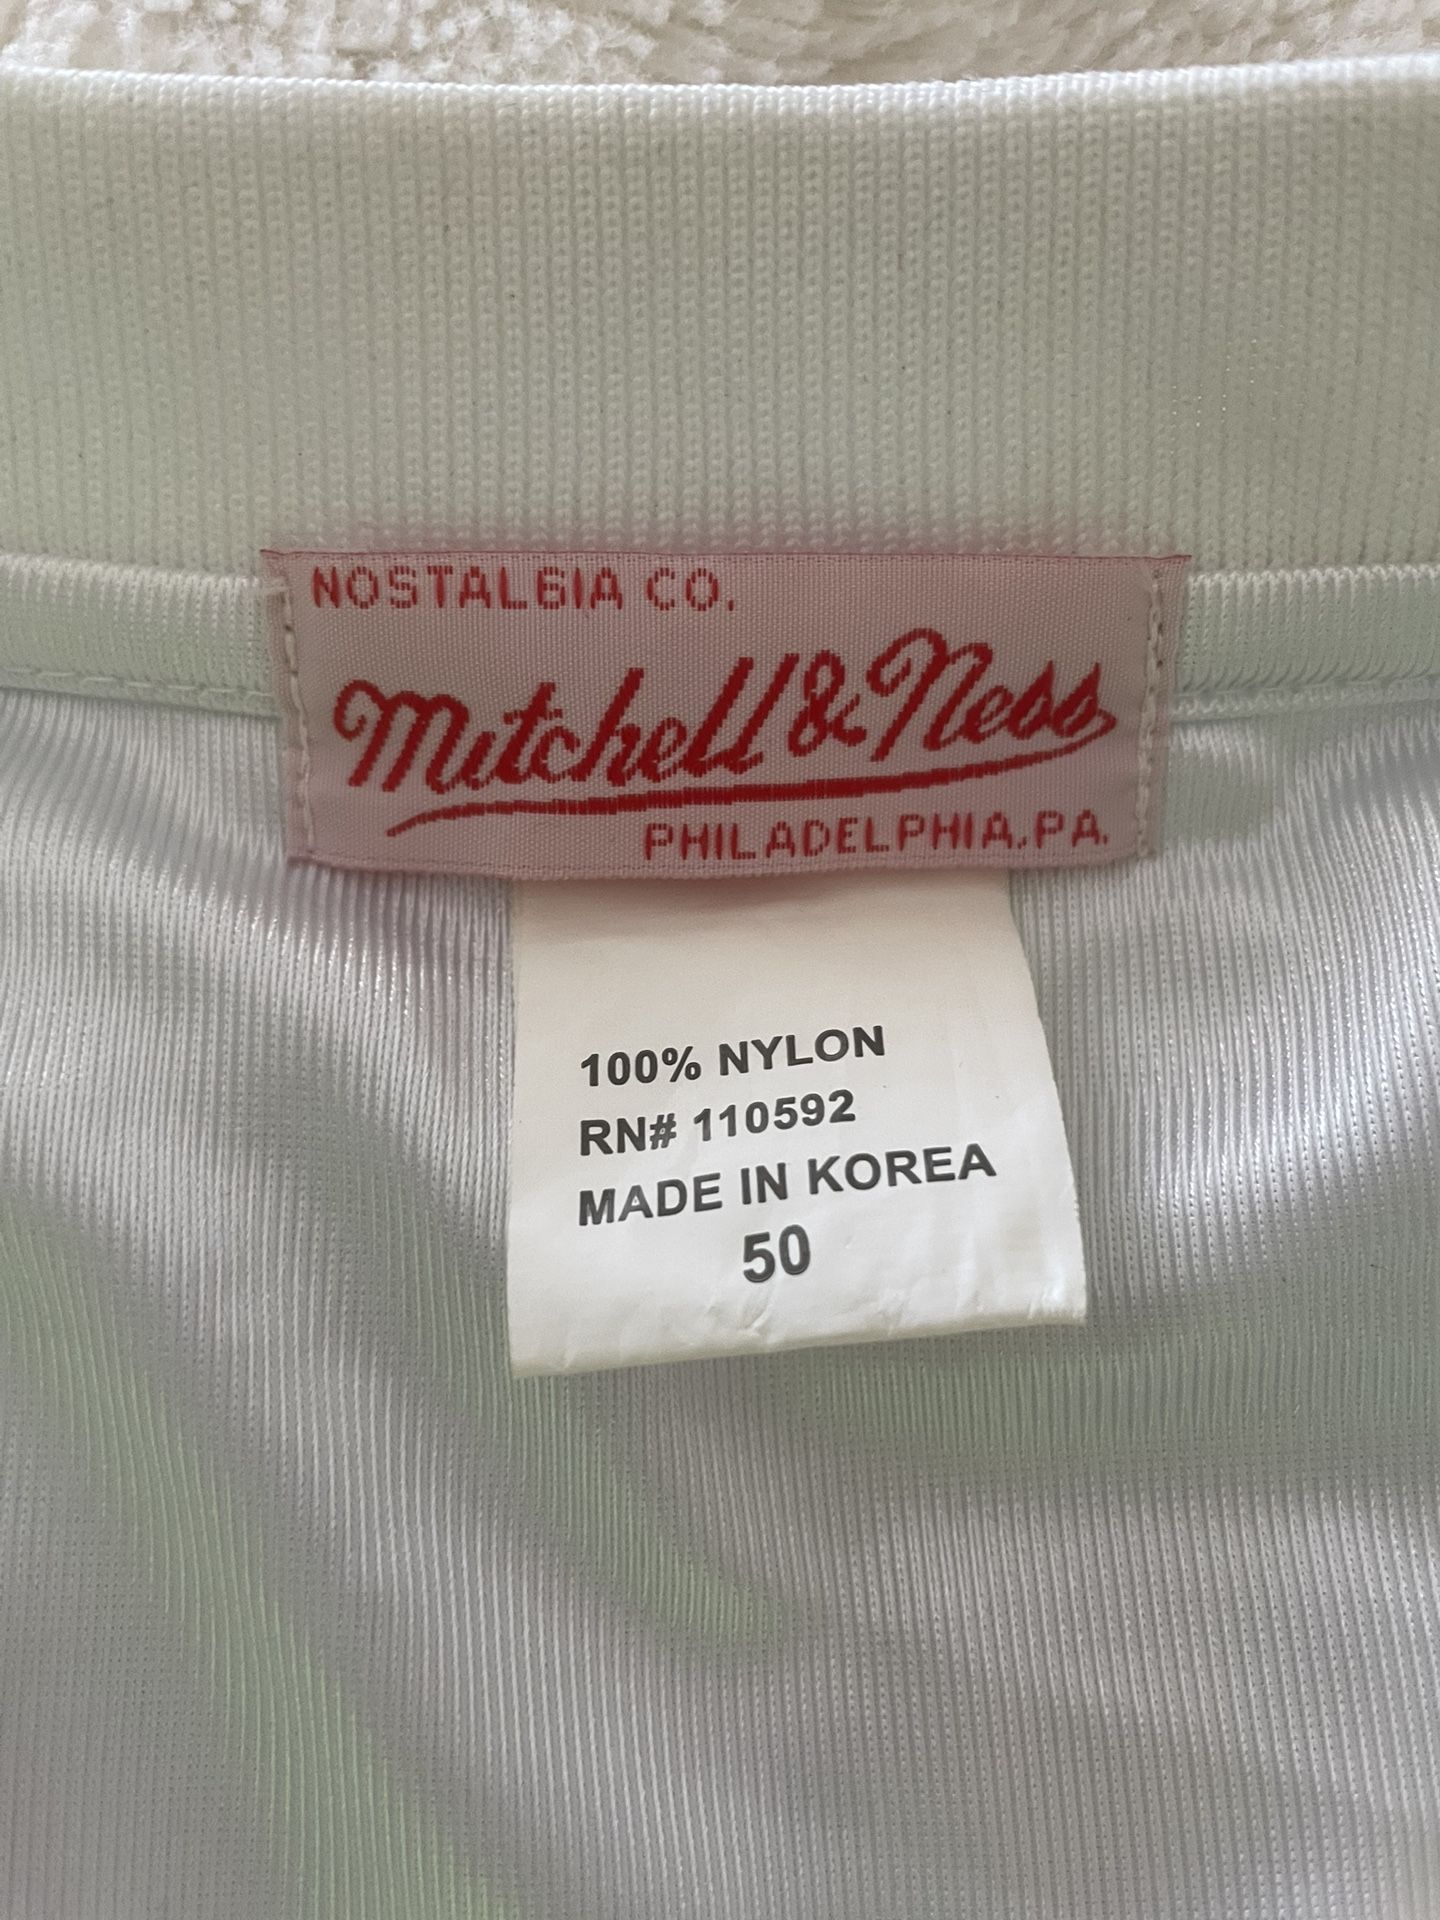 NOSTALGIA CO.
Mitchell & Ness
PHILADELPHIA, PA.
100% NYLON
RN# 110592
MADE IN KOREA
50